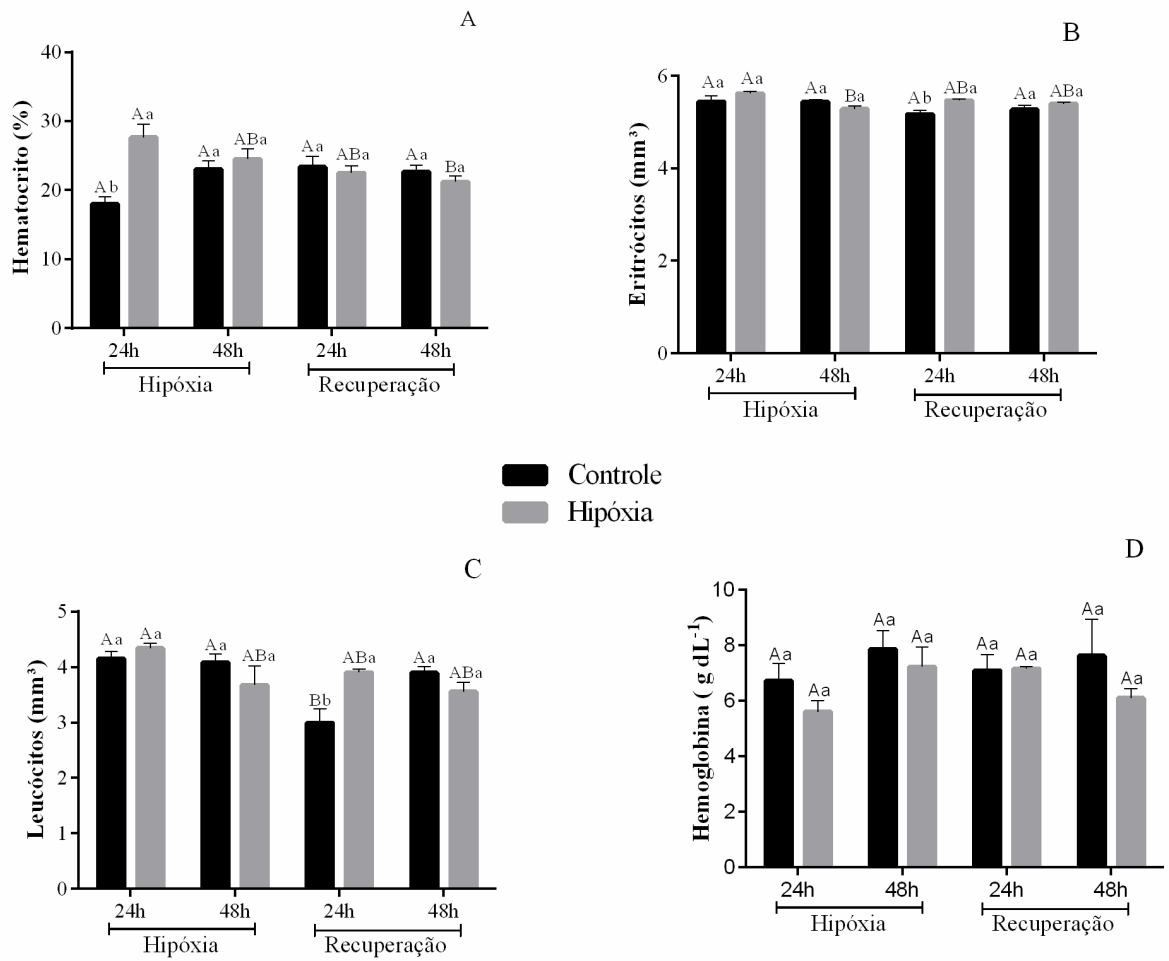 A
Hematocrito (%)
40
30
20
10
0
Ab
Aa
Aa
ABa
Aa
ABa
Aa
Ba
24h
48h
24h
48h
Hipóxia
Recuperação
B
Eritrócitos (mm³)
6
4
2
0
Aa
Aa
Aa
Ba
Ab
ABa
Aa
ABa
24h
48h
24h
48h
Hipóxia
Recuperação
Controle
Hipóxia
C
Leucócitos (mm³)
5
4
3
2
1
0
Aa
Aa
Aa
ABa
Bb
ABa
Aa
ABa
24h
48h
24h
48h
Hipóxia
Recuperação
D
Hemoglobina ( g dL⁻¹)
10
8
6
4
2
0
Aa
Aa
Aa
Aa
Aa
Aa
Aa
Aa
24h
48h
24h
48h
Hipóxia
Recuperação